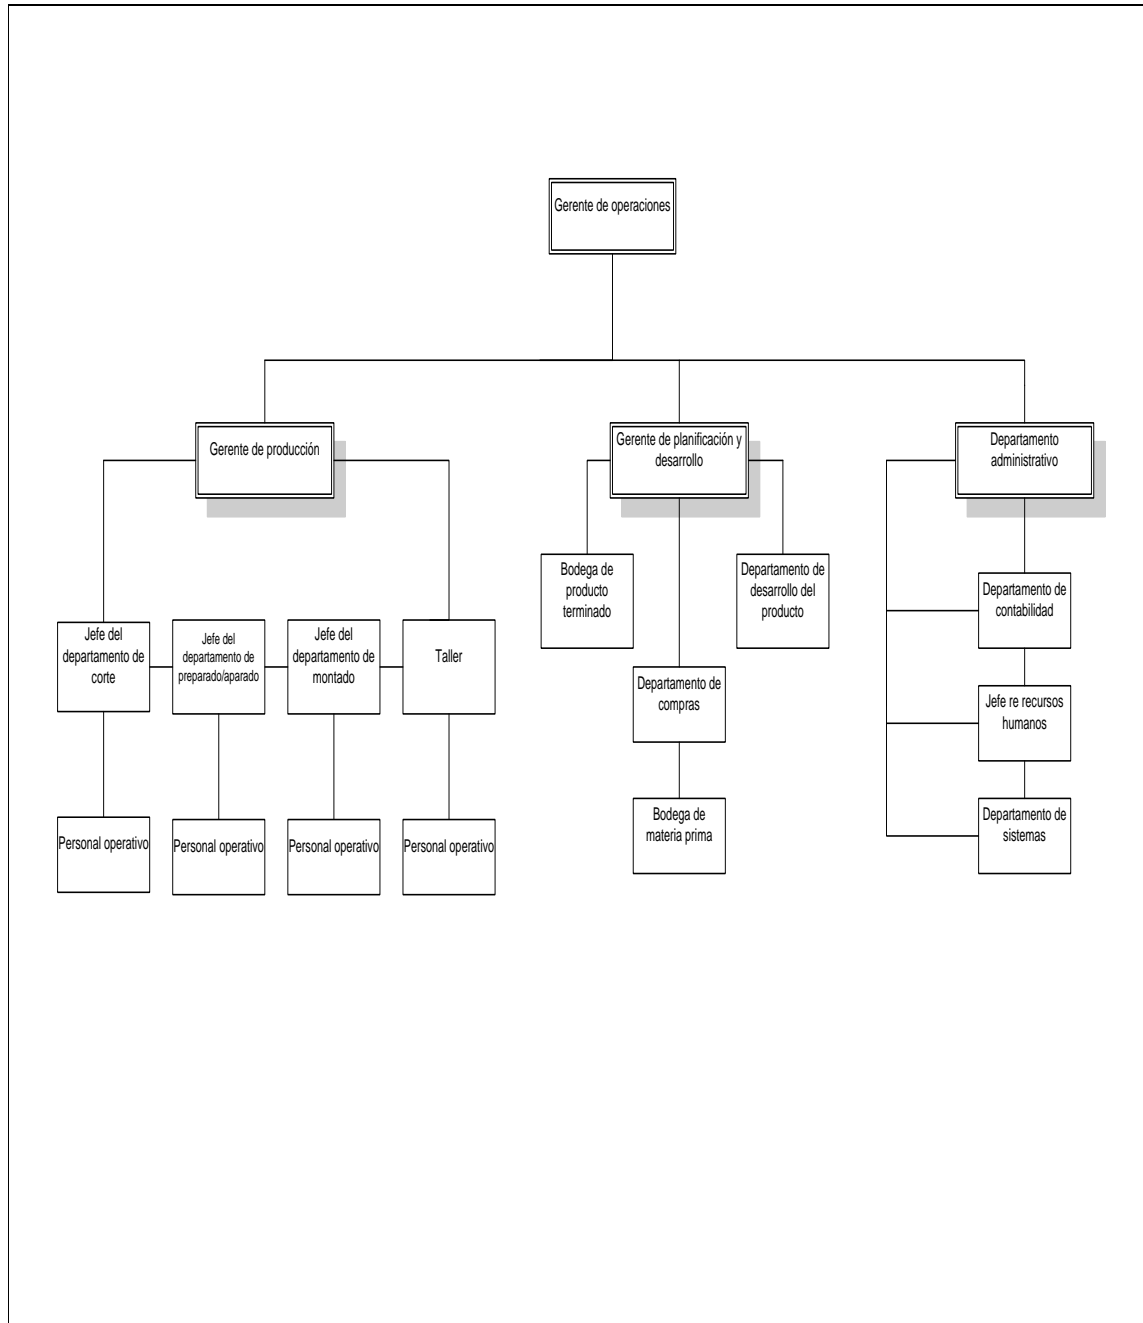 Gerente de operaciones
Gerente de producción
Gerente de planificación y
desarrollo
Departamento
administrativo
Bodega de
producto
terminado
Departamento de
desarrollo del
producto
Departamento de
contabilidad
Jefe del
departamento de
corte
Jefe del
departamento de
preparado/aparado
Jefe del
departamento de
montado
Taller
Departamento de
compras
Jefe re recursos
humanos
Personal operativo
Personal operativo
Personal operativo
Personal operativo
Bodega de
materia prima
Departamento de
sistemas